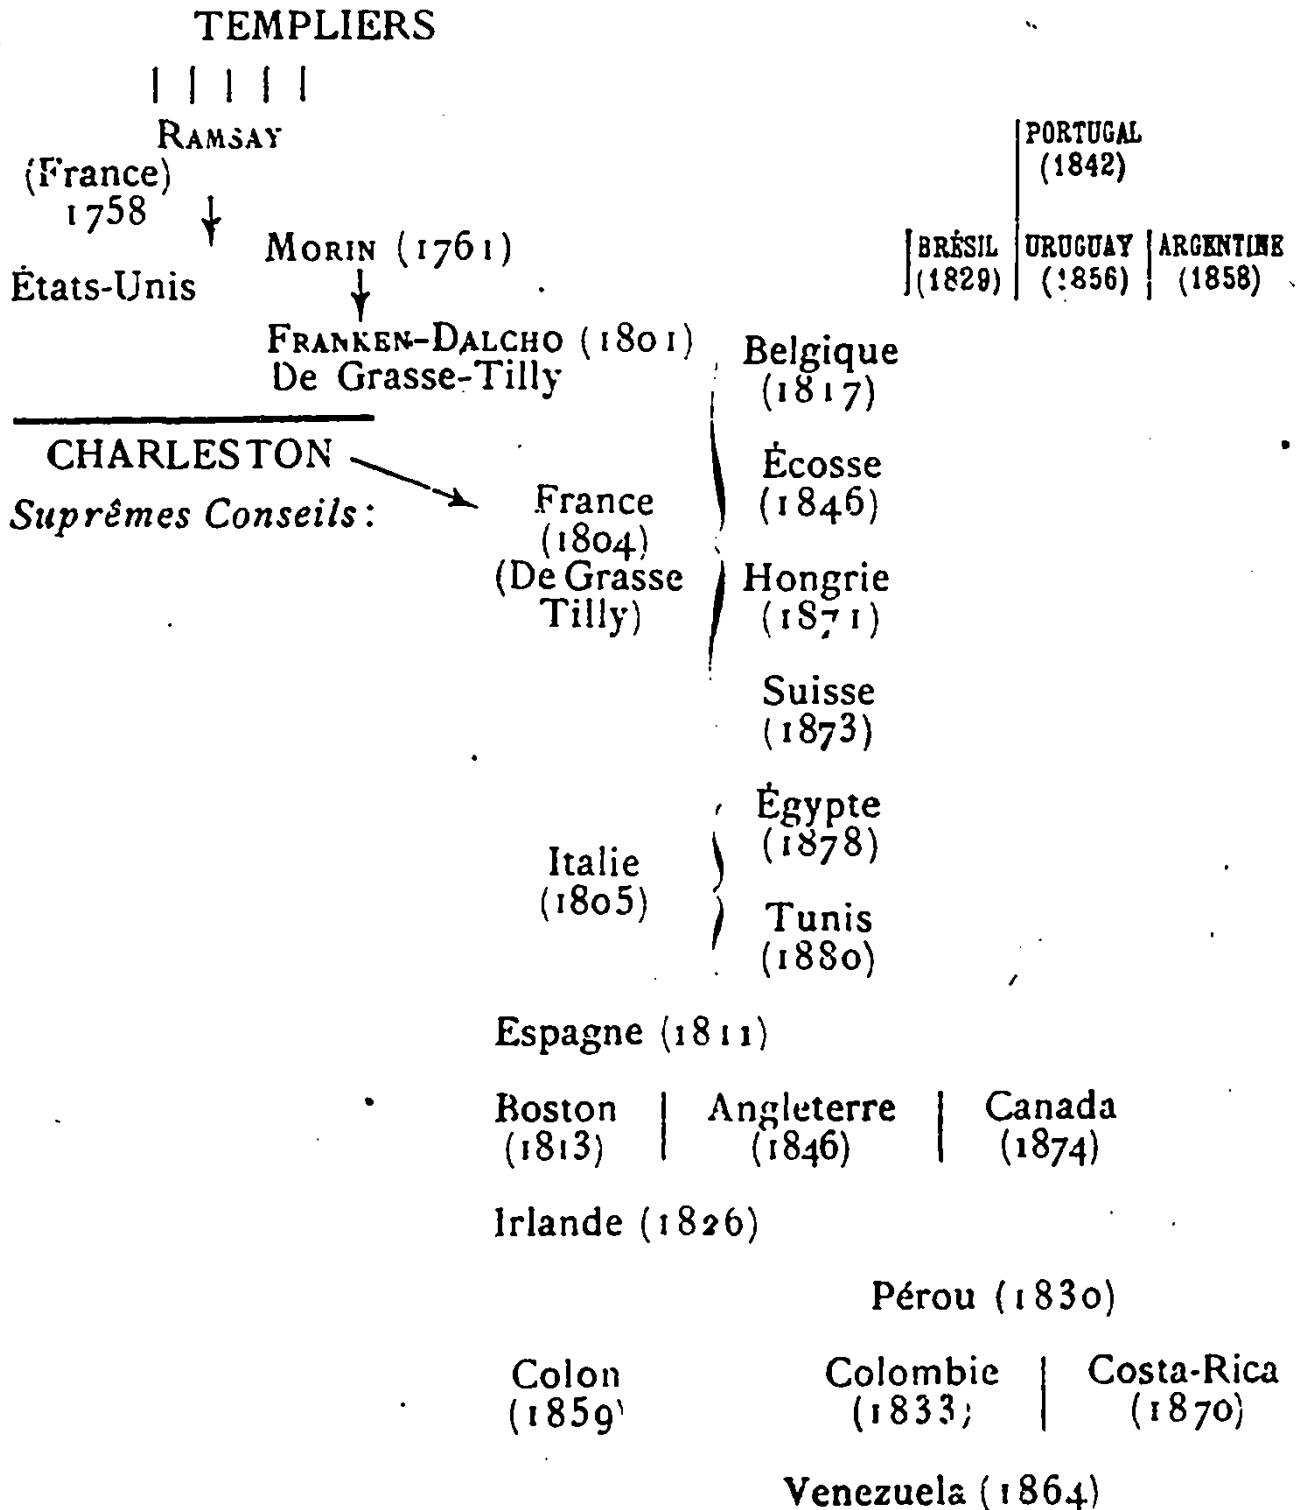 TEMPLIERS
RAMSAY
(France)
1758
MORIN (1761)
États-Unis
FRANKEN-DALCHO (1801)
De Grasse-Tilly
CHARLESTON
Suprêmes Conseils:
PORTUGAL
(1842)
BRÉSIL
(1829)
URUGUAY
(1856)
ARGENTINE
(1858)
France
(1804)
(De Grasse
Tilly)
Belgique
(1817)
Écosse
(1846)
Hongrie
(1871)
Suisse
(1873)
Italie
(1805)
Égypte
(1878)
Tunis
(1880)
Espagne (1811)
Boston
(1813)
Angleterre
(1846)
Canada
(1874)
Irlande (1826)
Pérou (1830)
Colon
(1859)
Colombie
(1833)
Costa-Rica
(1870)
Venezuela (1864)